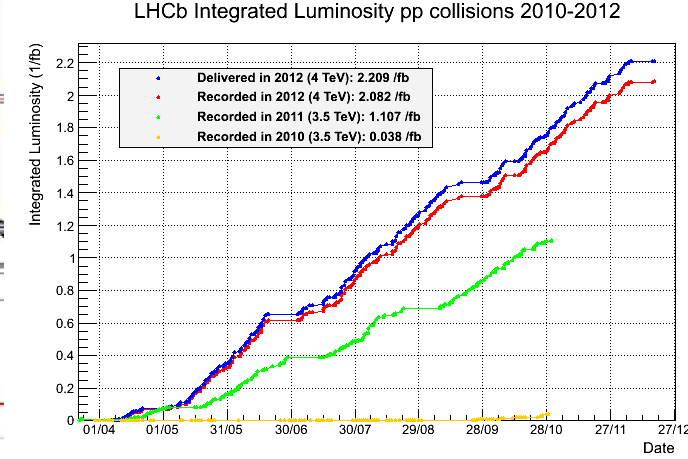 LHCb Integrated Luminosity pp collisions 2010-2012
Integrated Luminosity (1/fb)
Delivered in 2012 (4 TeV): 2.209 /fb
Recorded in 2012 (4 TeV): 2.082 /fb
Recorded in 2011 (3.5 TeV): 1.107 /fb
Recorded in 2010 (3.5 TeV): 0.038 /fb
2.2
2
1.8
1.6
1.4
1.2
1
0.8
0.6
0.4
0.2
0
01/04 01/05 31/05 30/06 30/07 29/08 28/09 28/10 27/11 27/12
Date